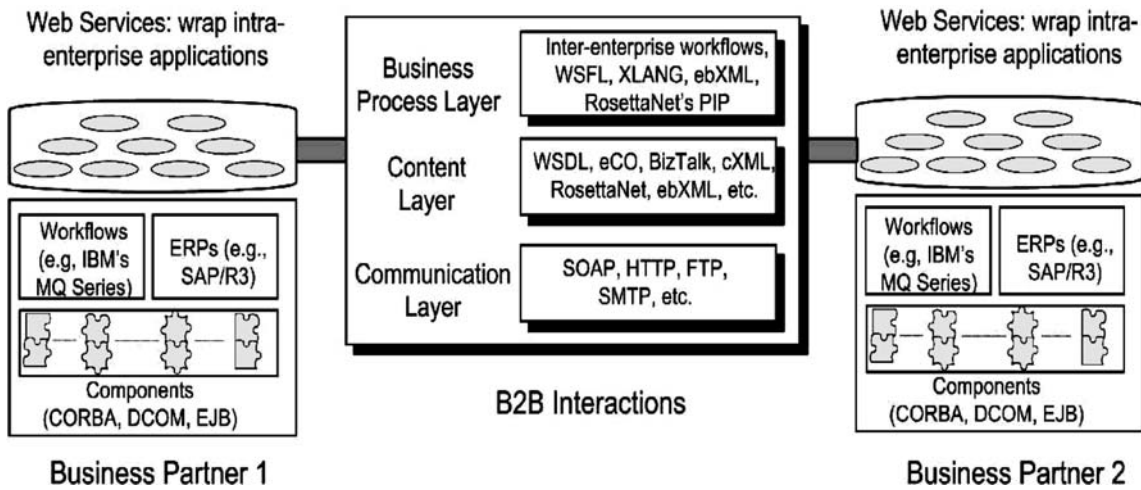 Web Services: wrap intra-
enterprise applications
Workflows
(e.g, IBM's
MQ Series)
ERPs (e.g.,
SAP/R3)
Components
(CORBA, DCOM, EJB)
Business Partner 1
Business
Process Layer
Inter-enterprise workflows,
WSFL, XLANG, ebXML,
RosettaNet's PIP
Content
Layer
WSDL, eCO, BizTalk, cXML,
RosettaNet, ebXML, etc.
Communication
Layer
SOAP, HTTP, FTP,
SMTP, etc.
B2B Interactions
Web Services: wrap intra-
enterprise applications
Workflows
(e.g, IBM's
MQ Series)
ERPs (e.g.,
SAP/R3)
Components
(CORBA, DCOM, EJB)
Business Partner 2